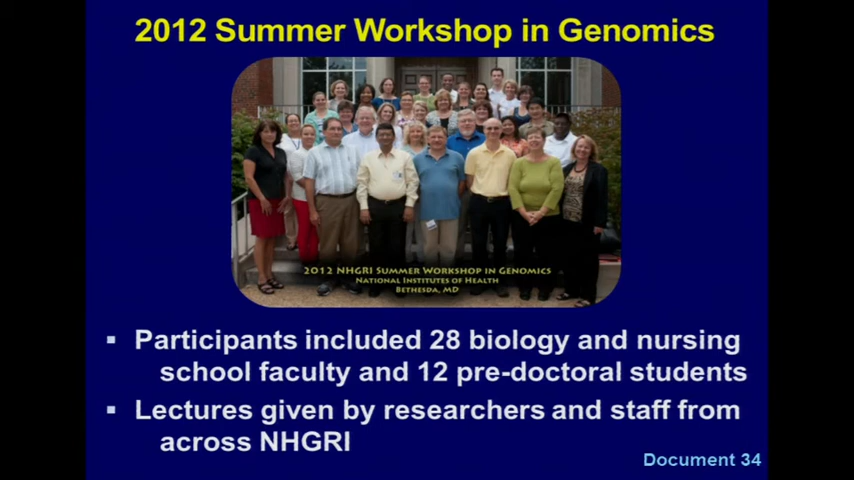 2012 Summer Workshop in Genomics
2012 NHGRI Summer Workshop in Genomics
National Institutes of Health
Bethesda, MD
▪ Participants included 28 biology and nursing
school faculty and 12 pre-doctoral students
▪ Lectures given by researchers and staff from
across NHGRI
Document 34